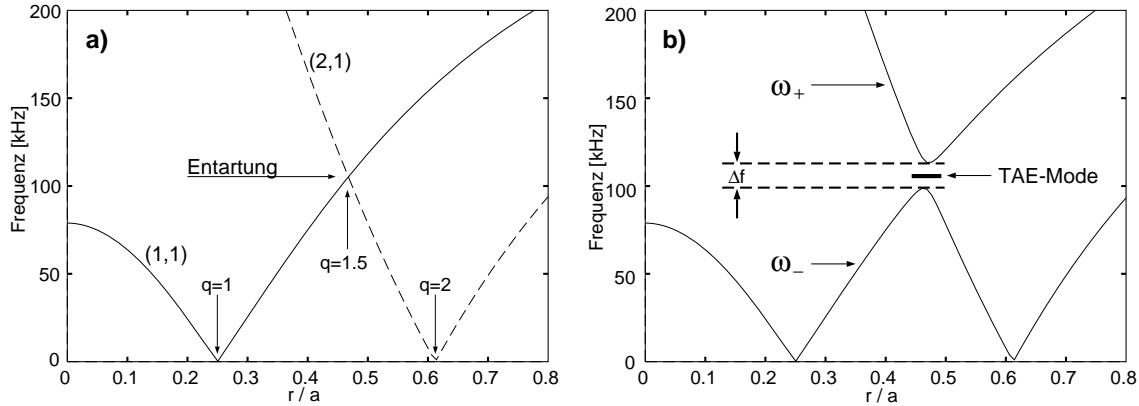 a)
200
150
100
50
0
Frequenz [kHz]
(2,1)
Entartung
(1,1)
q=1
q=1.5
q=2
0 0.1 0.2 0.3 0.4 0.5 0.6 0.7 0.8
r / a
b)
200
150
100
50
0
Frequenz [kHz]
ω+
Δf
TAE-Mode
ω−
0 0.1 0.2 0.3 0.4 0.5 0.6 0.7 0.8
r / a